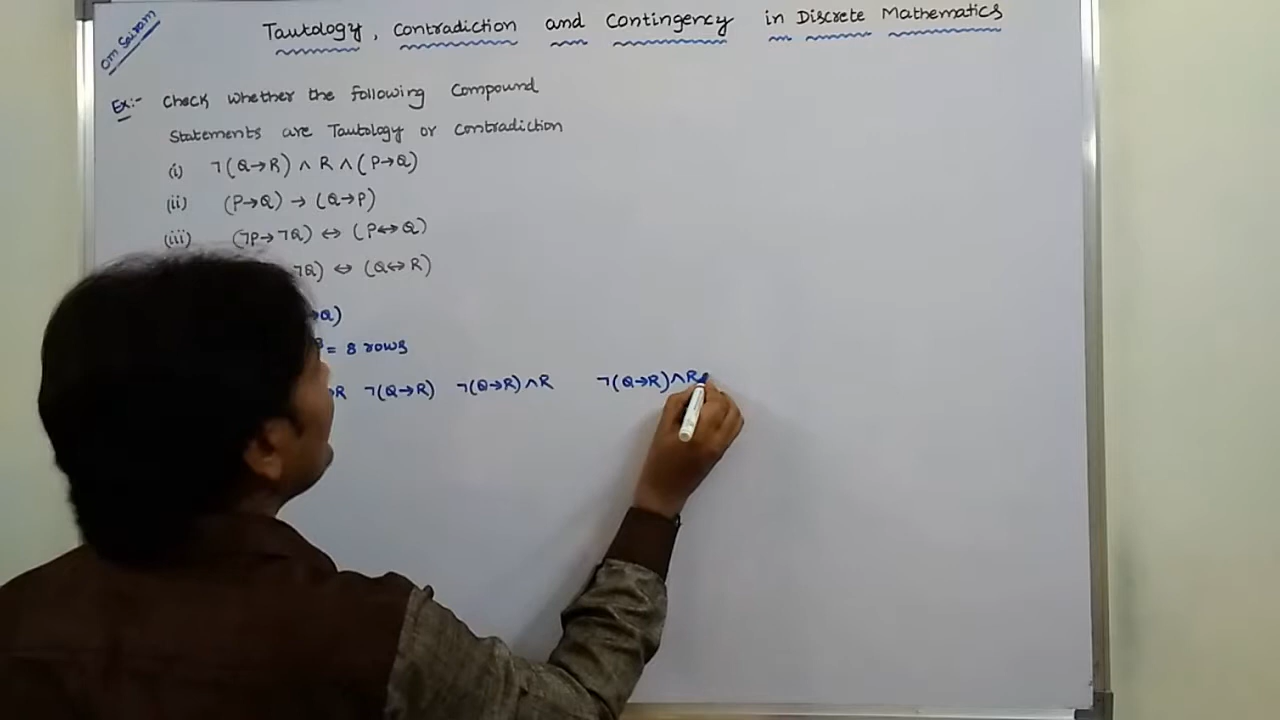 Om Sairam
Tautology, Contradiction and Contingency in Discrete Mathematics
Ex:- Check whether the following Compound
Statements are Tautology or Contradiction
(i) ¬(Q→R) ∧ R ∧ (P→Q)
(ii) (P→Q) → (Q→P)
(iii) (¬P→¬Q) ↔ (P↔Q)
¬Q) ↔ (Q↔R)
→Q)
= 8 rows
→R ¬(Q→R) ¬(Q→R)∧R ¬(Q→R)∧R